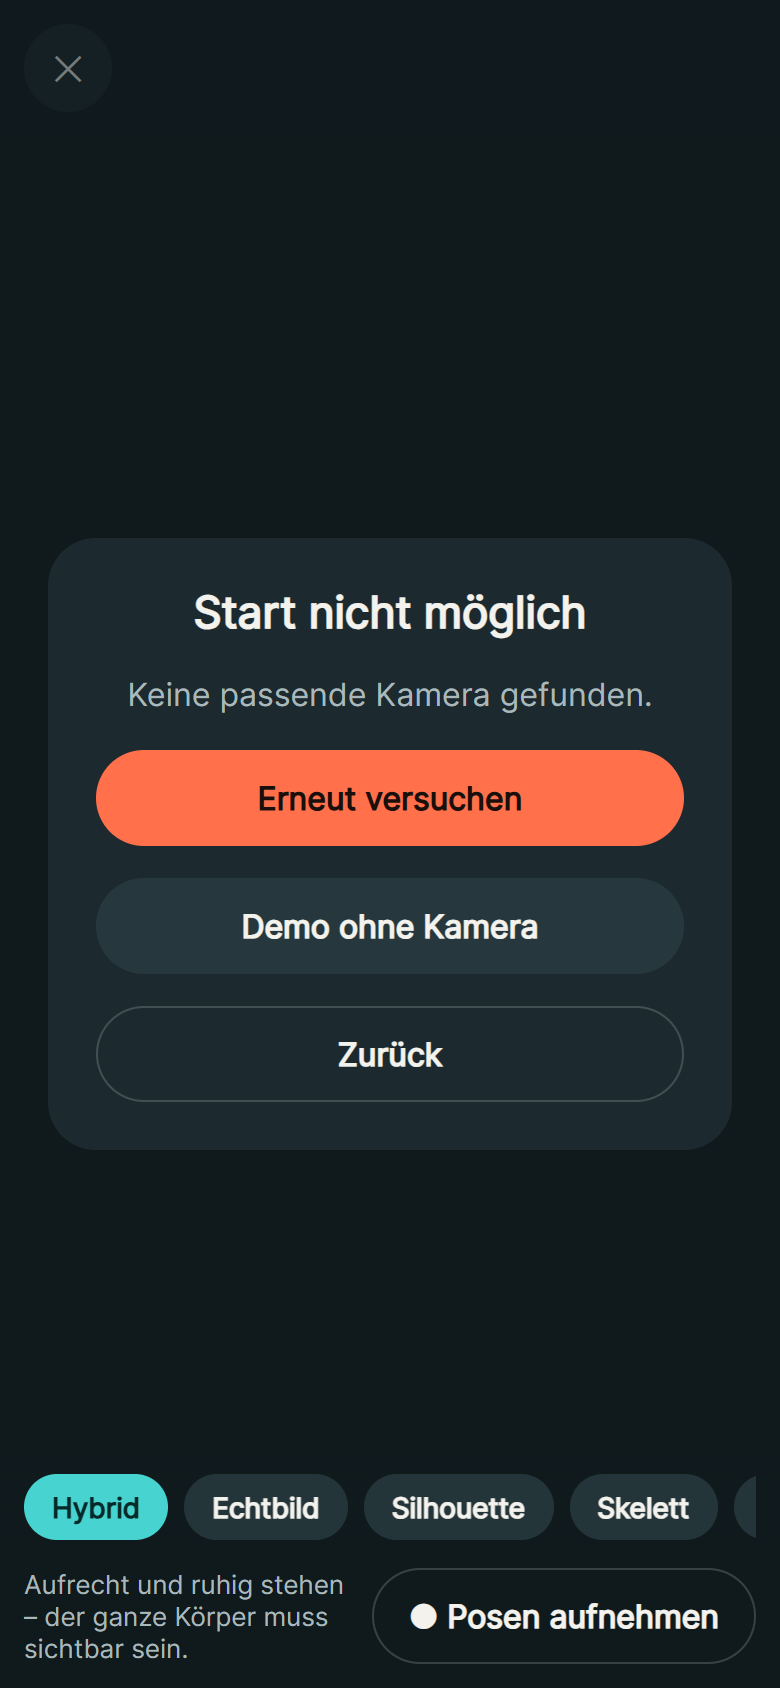 Start nicht möglich
Keine passende Kamera gefunden.
Erneut versuchen
Demo ohne Kamera
Zurück
Hybrid
Echtbild
Silhouette
Skelett
Aufrecht und ruhig stehen
– der ganze Körper muss
sichtbar sein.
Posen aufnehmen